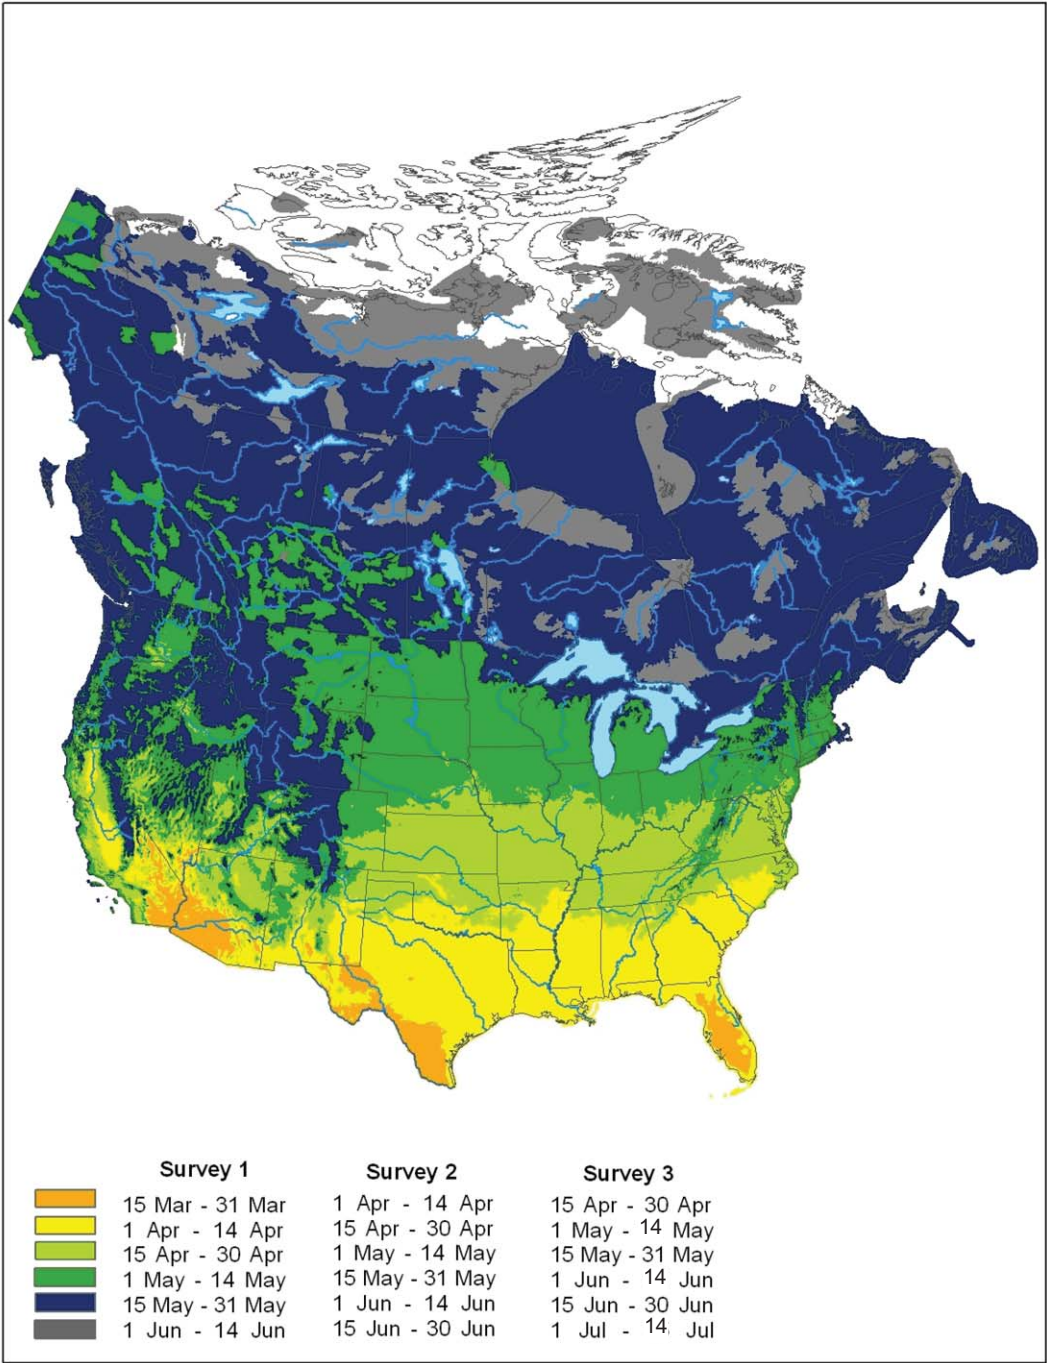 Survey 1 Survey 2 Survey 3
15 Mar - 31 Mar 1 Apr - 14 Apr 15 Apr - 30 Apr
1 Apr - 14 Apr 15 Apr - 30 Apr 1 May - 14 May
15 Apr - 30 Apr 1 May - 14 May 15 May - 31 May
1 May - 14 May 15 May - 31 May 1 Jun - 14 Jun
15 May - 31 May 1 Jun - 14 Jun 15 Jun - 30 Jun
1 Jun - 14 Jun 15 Jun - 30 Jun 1 Jul - 14 Jul